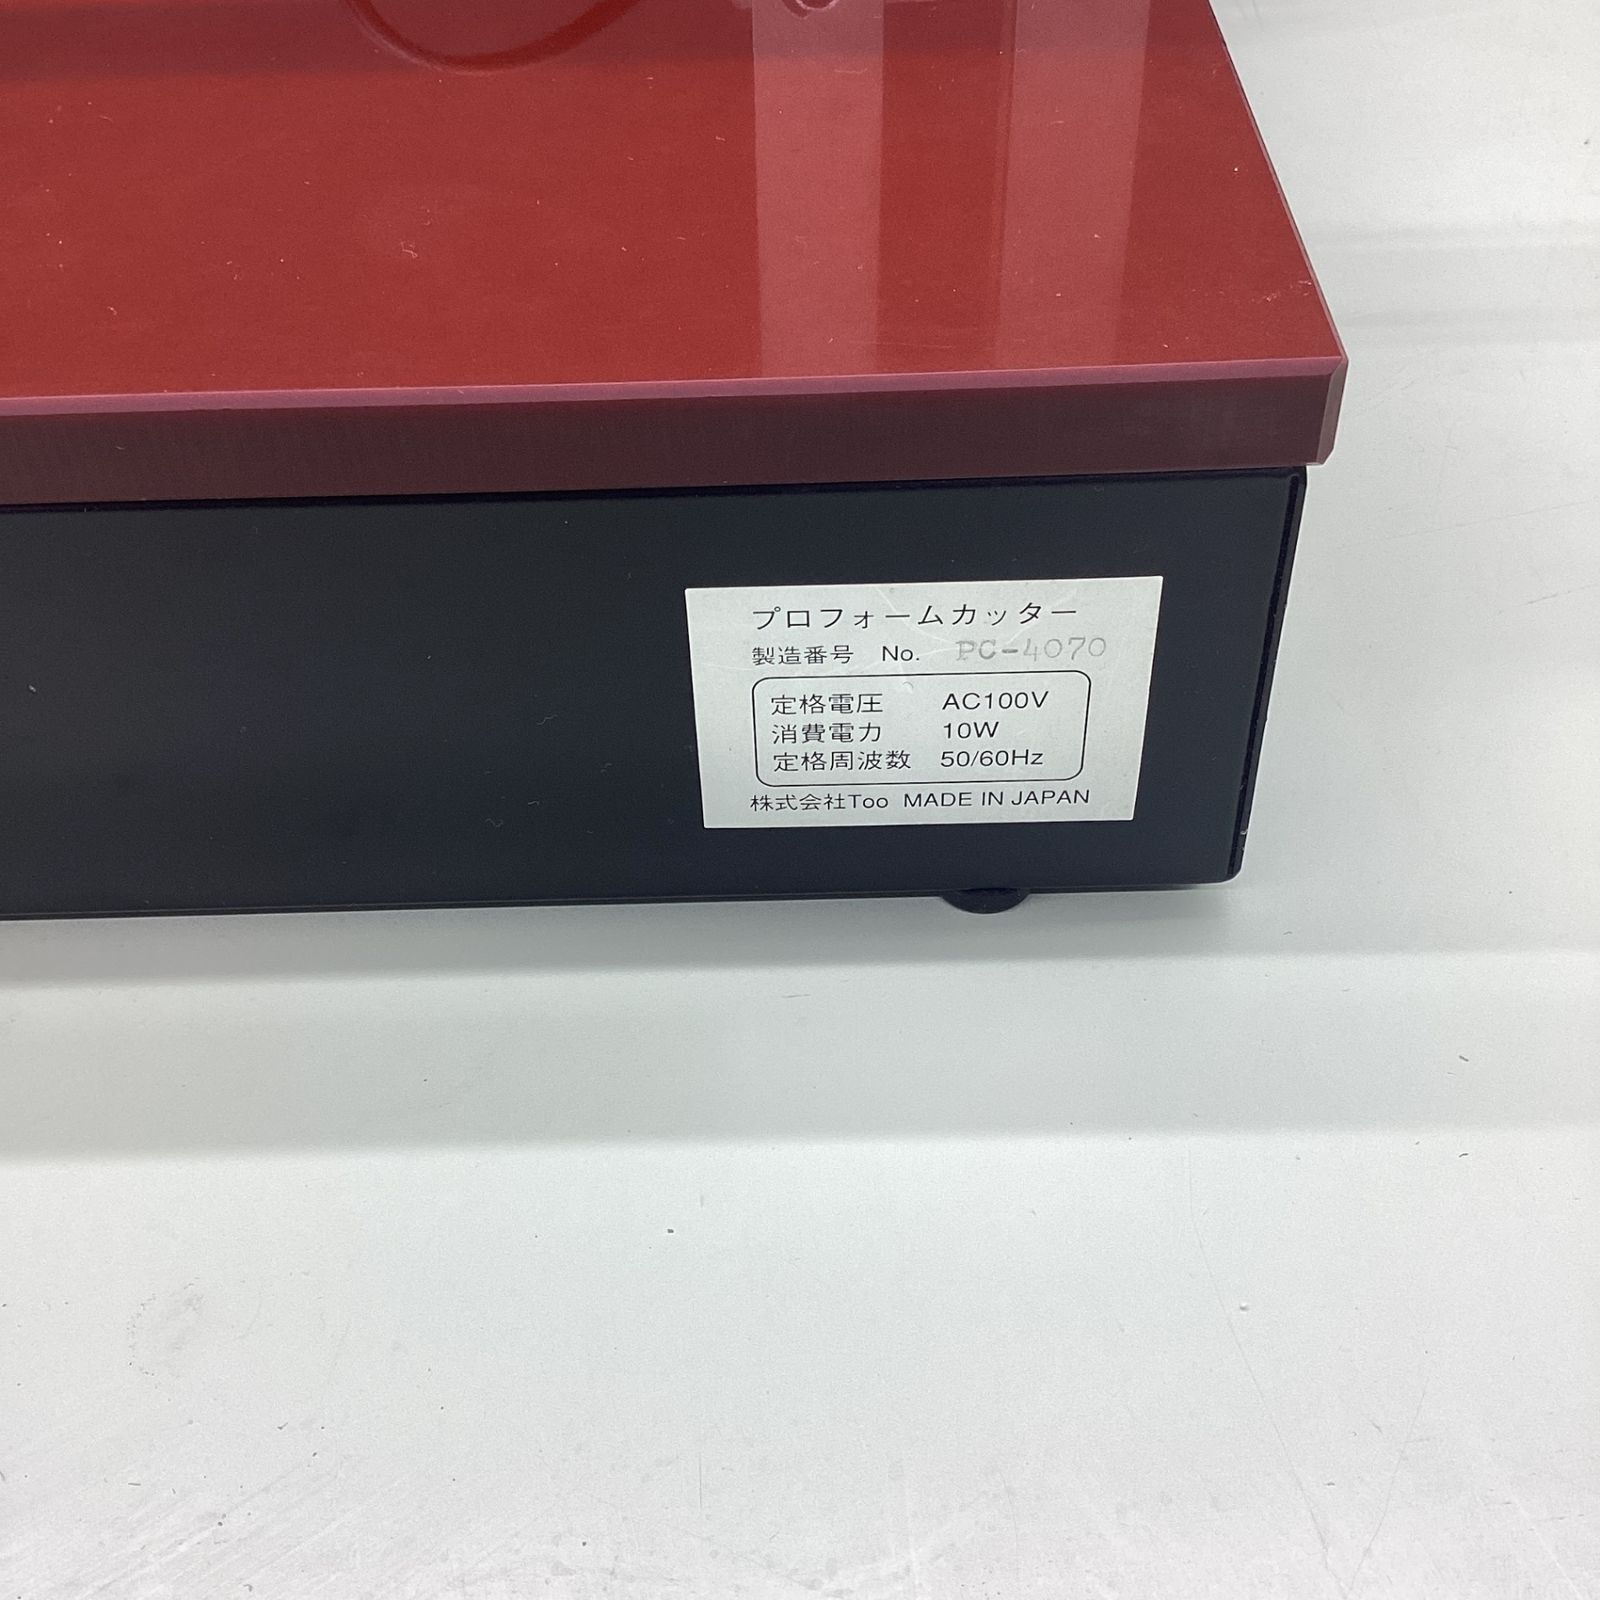 プロフォームカッター
製造番号 No. PC-4070
定格電圧 AC100V
消費電力 10W
定格周波数 50/60Hz
株式会社Too MADE IN JAPAN